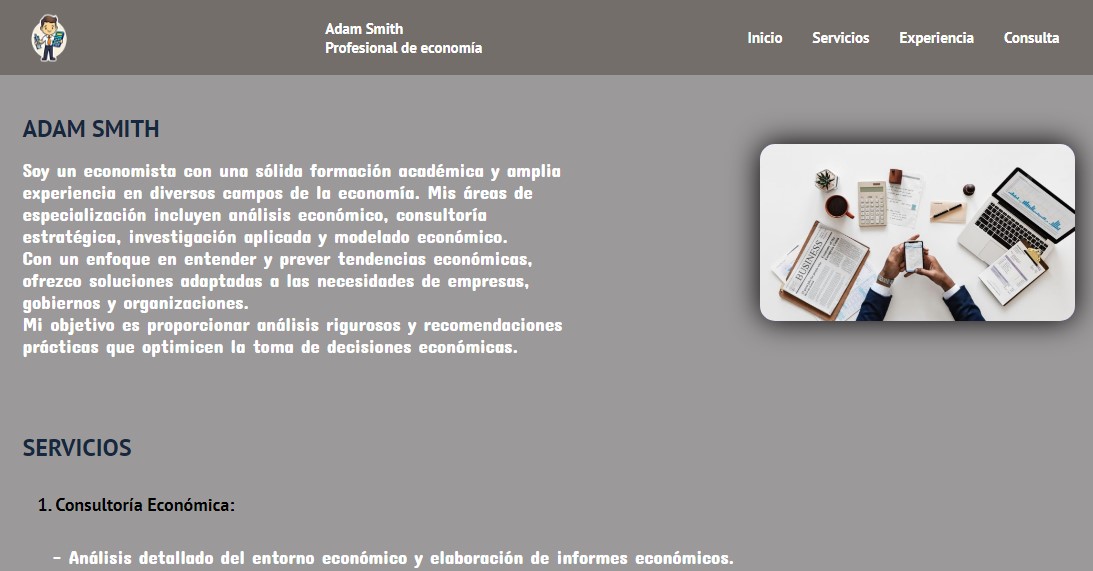 Adam Smith
Profesional de economía
Inicio Servicios Experiencia Consulta
ADAM SMITH
Soy un economista con una sólida formación académica y amplia
experiencia en diversos campos de la economía. Mis áreas de
especialización incluyen análisis económico, consultoría
estratégica, investigación aplicada y modelado económico.
Con un enfoque en entender y prever tendencias económicas,
ofrezco soluciones adaptadas a las necesidades de empresas,
gobiernos y organizaciones.
Mi objetivo es proporcionar análisis rigurosos y recomendaciones
prácticas que optimicen la toma de decisiones económicas.
BUSINESS
SERVICIOS
1. Consultoría Económica:
- Análisis detallado del entorno económico y elaboración de informes económicos.